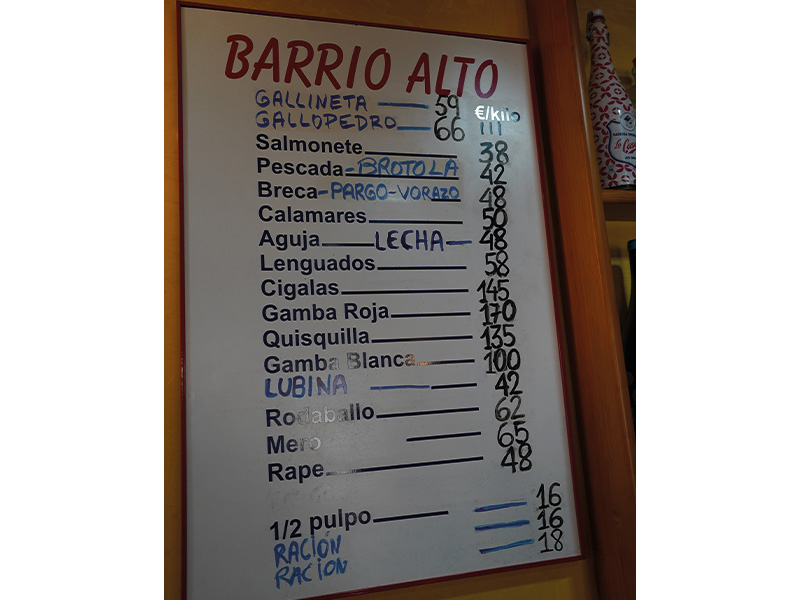 BARRIO ALTO
GALLINETA — 59 €/kilo
GALLOPEDRO — 66 111
Salmonete 38
Pescada-BROTOLA 42
Breca-PARGO-VORAZO 48
Calamares 50
Aguja LECHA — 48
Lenguados 58
Cigalas 145
Gamba Roja 170
Quisquilla 135
Gamba Blanca 100
LUBINA — 42
Rodaballo 62
Mero 65
Rape 48
1/2 pulpo 16
RACIÓN 16
RACION 18